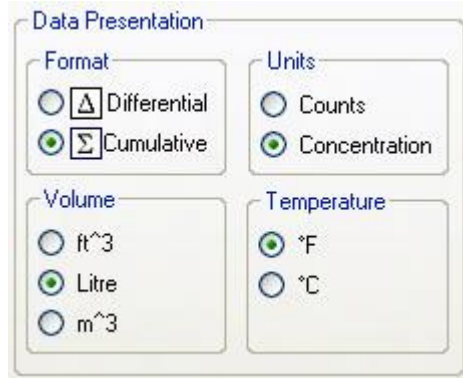 Data Presentation
Format
Δ Differential
Σ Cumulative
Units
Counts
Concentration
Volume
ft^3
Litre
m^3
Temperature
°F
°C